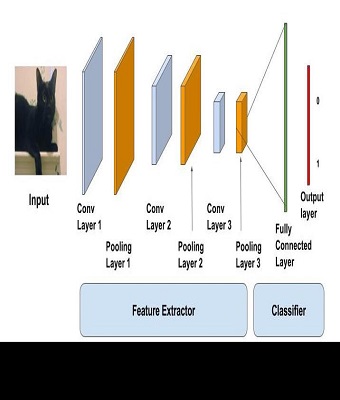 0
1
Input
Conv
Layer 1
Conv
Layer 2
Conv
Layer 3
Output
layer
Pooling
Layer 1
Pooling
Layer 2
Pooling
Layer 3
Fully
Connected
Layer
Feature Extractor
Classifier